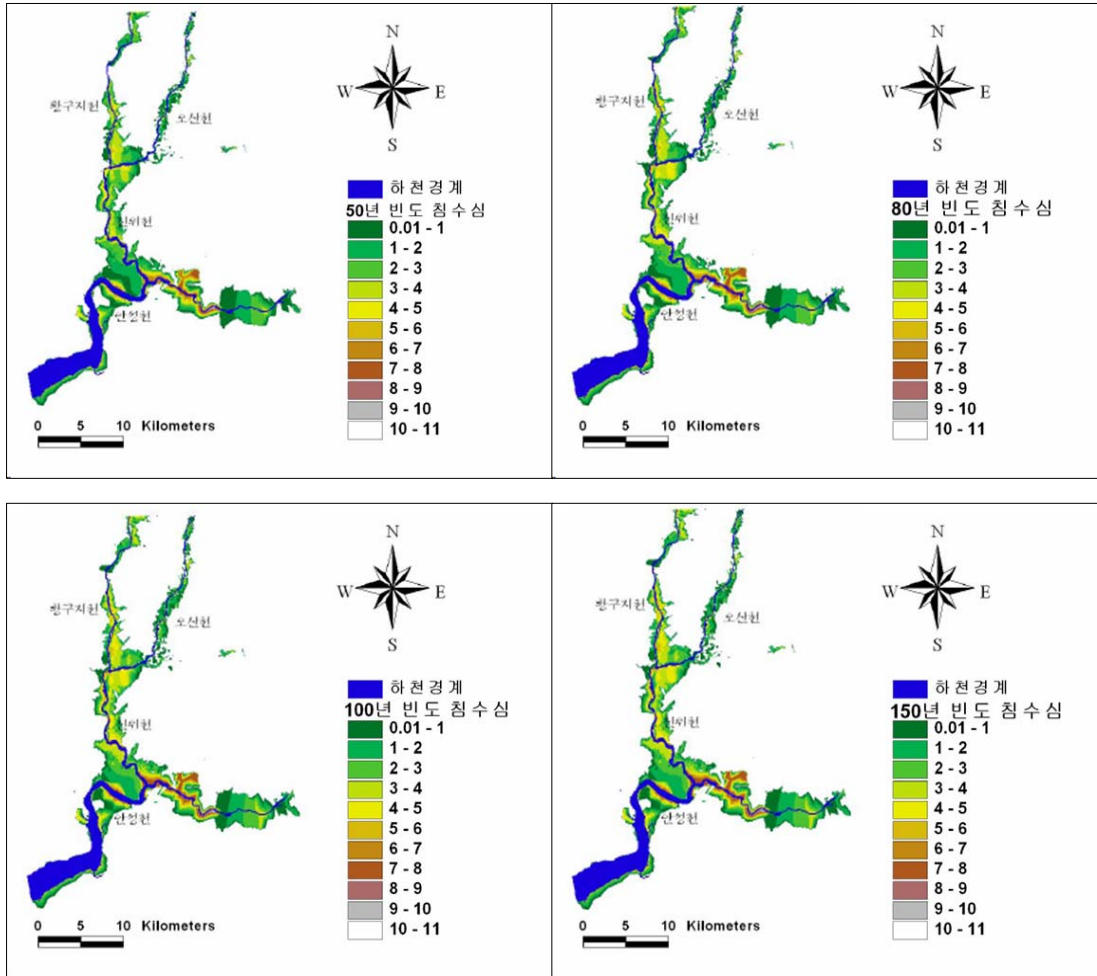 N
W
E
S
황구지천
오산천
진위천
안성천
하천경계
50년 빈도 침수심
0.01 - 1
1 - 2
2 - 3
3 - 4
4 - 5
5 - 6
6 - 7
7 - 8
8 - 9
9 - 10
10 - 11
0 5 10 Kilometers
N
W
E
S
황구지천
오산천
진위천
안성천
하천경계
80년 빈도 침수심
0.01 - 1
1 - 2
2 - 3
3 - 4
4 - 5
5 - 6
6 - 7
7 - 8
8 - 9
9 - 10
10 - 11
0 5 10 Kilometers
N
W
E
S
황구지천
오산천
진위천
안성천
하천경계
100년 빈도 침수심
0.01 - 1
1 - 2
2 - 3
3 - 4
4 - 5
5 - 6
6 - 7
7 - 8
8 - 9
9 - 10
10 - 11
0 5 10 Kilometers
N
W
E
S
황구지천
오산천
진위천
안성천
하천경계
150년 빈도 침수심
0.01 - 1
1 - 2
2 - 3
3 - 4
4 - 5
5 - 6
6 - 7
7 - 8
8 - 9
9 - 10
10 - 11
0 5 10 Kilometers